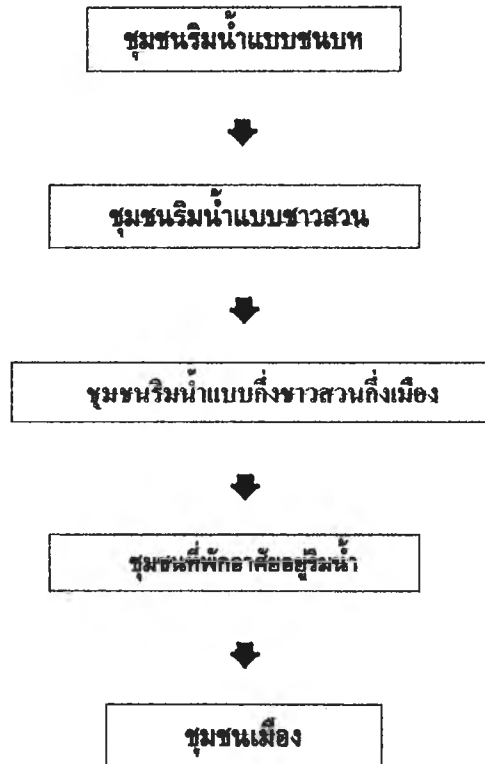 ชุมชนริมน้ำแบบชนบท
ชุมชนริมน้ำแบบชาวสวน
ชุมชนริมน้ำแบบกึ่งชาวสวนกึ่งเมือง
ชุมชนที่พักอาศัยอยู่ริมน้ำ
ชุมชนเมือง